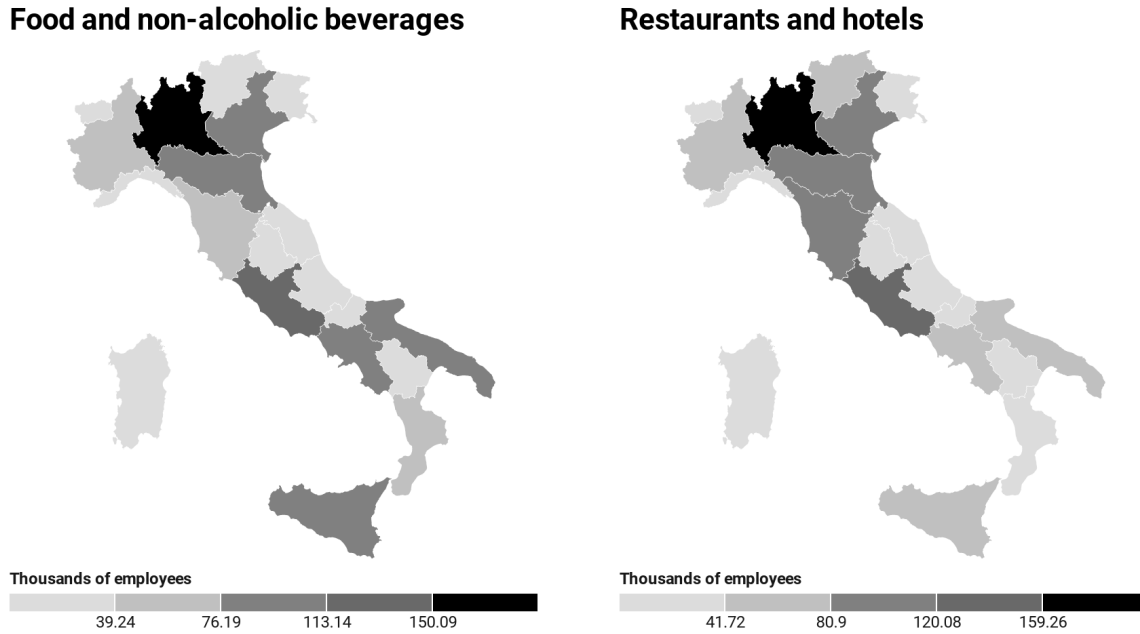 Food and non-alcoholic beverages
Restaurants and hotels
Thousands of employees
39.24 76.19 113.14 150.09
Thousands of employees
41.72 80.9 120.08 159.26